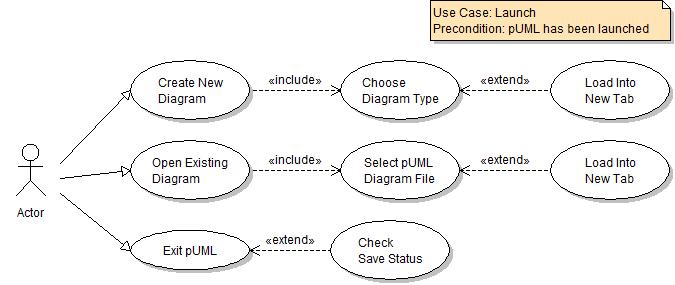 Use Case: Launch
Precondition: pUML has been launched
Create New
Diagram
«include»
Choose
Diagram Type
«extend»
Load Into
New Tab
Open Existing
Diagram
«include»
Select pUML
Diagram File
«extend»
Load Into
New Tab
Actor
Exit pUML
«extend»
Check
Save Status